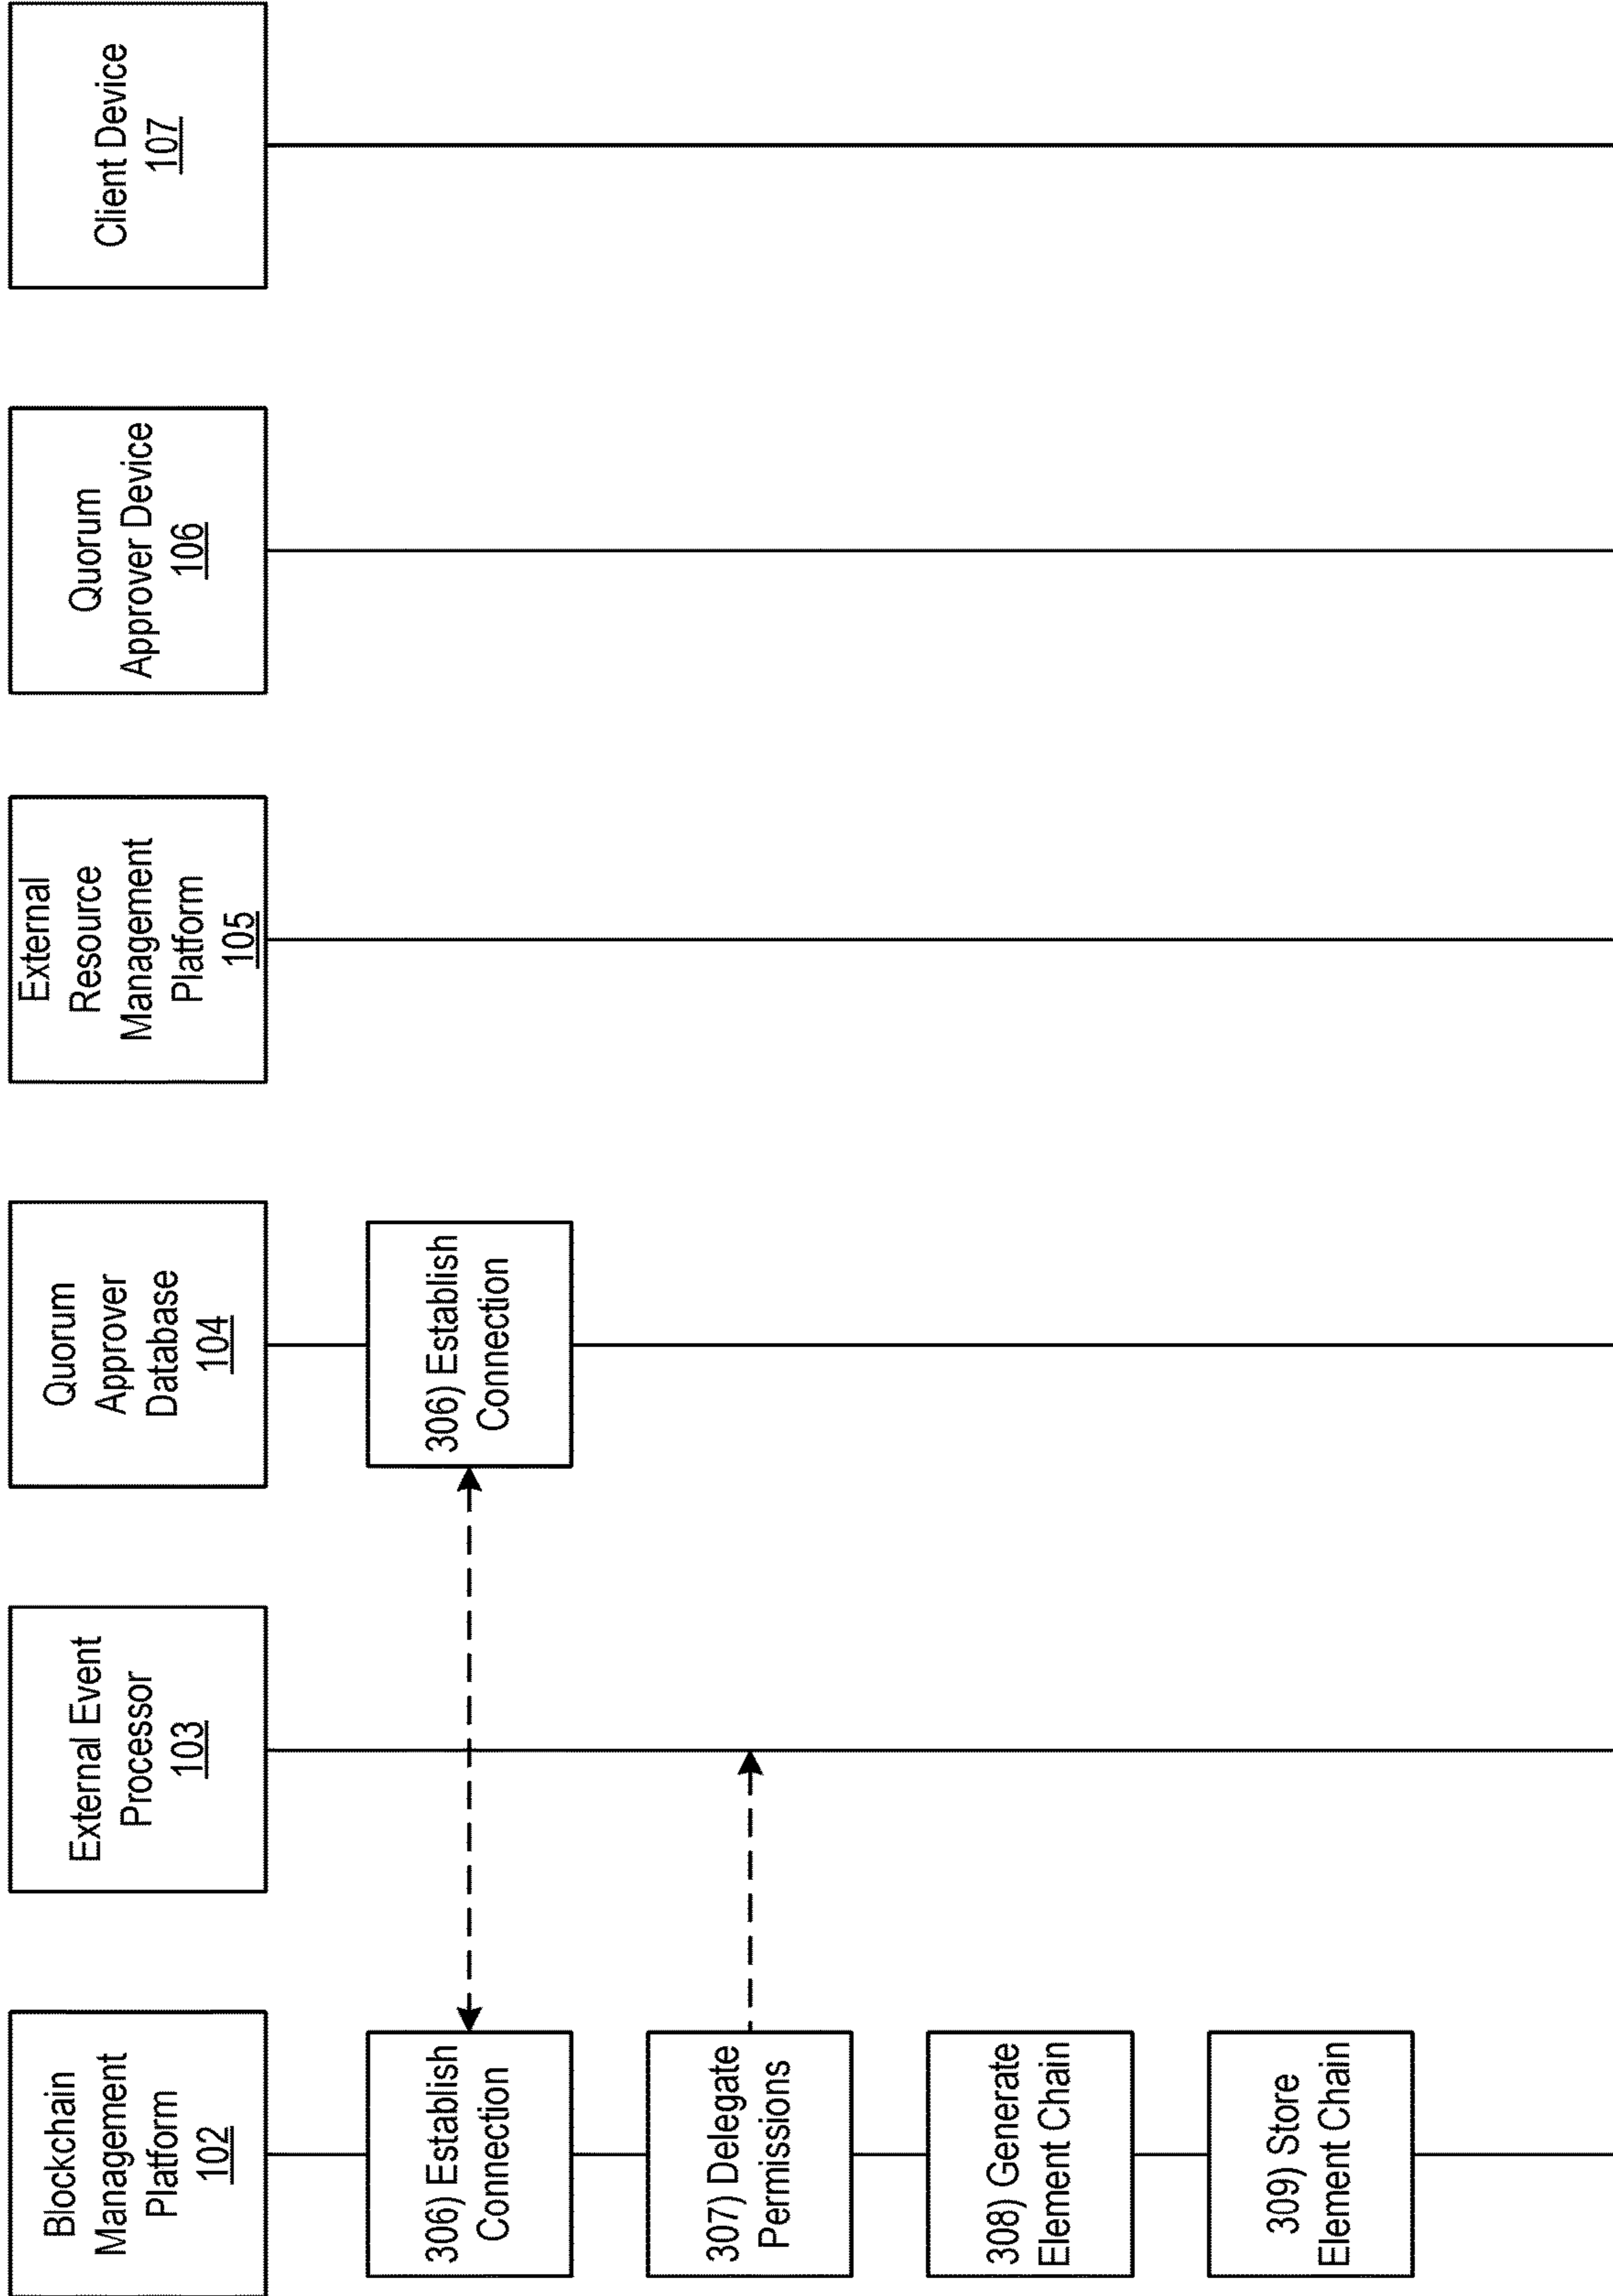 Blockchain
Management
Platform
102
External Event
Processor
103
Quorum
Approver
Database
104
External
Resource
Management
Platform
105
Quorum
Approver Device
106
Client Device
107
306) Establish
Connection
306) Establish
Connection
307) Delegate
Permissions
308) Generate
Element Chain
309) Store
Element Chain